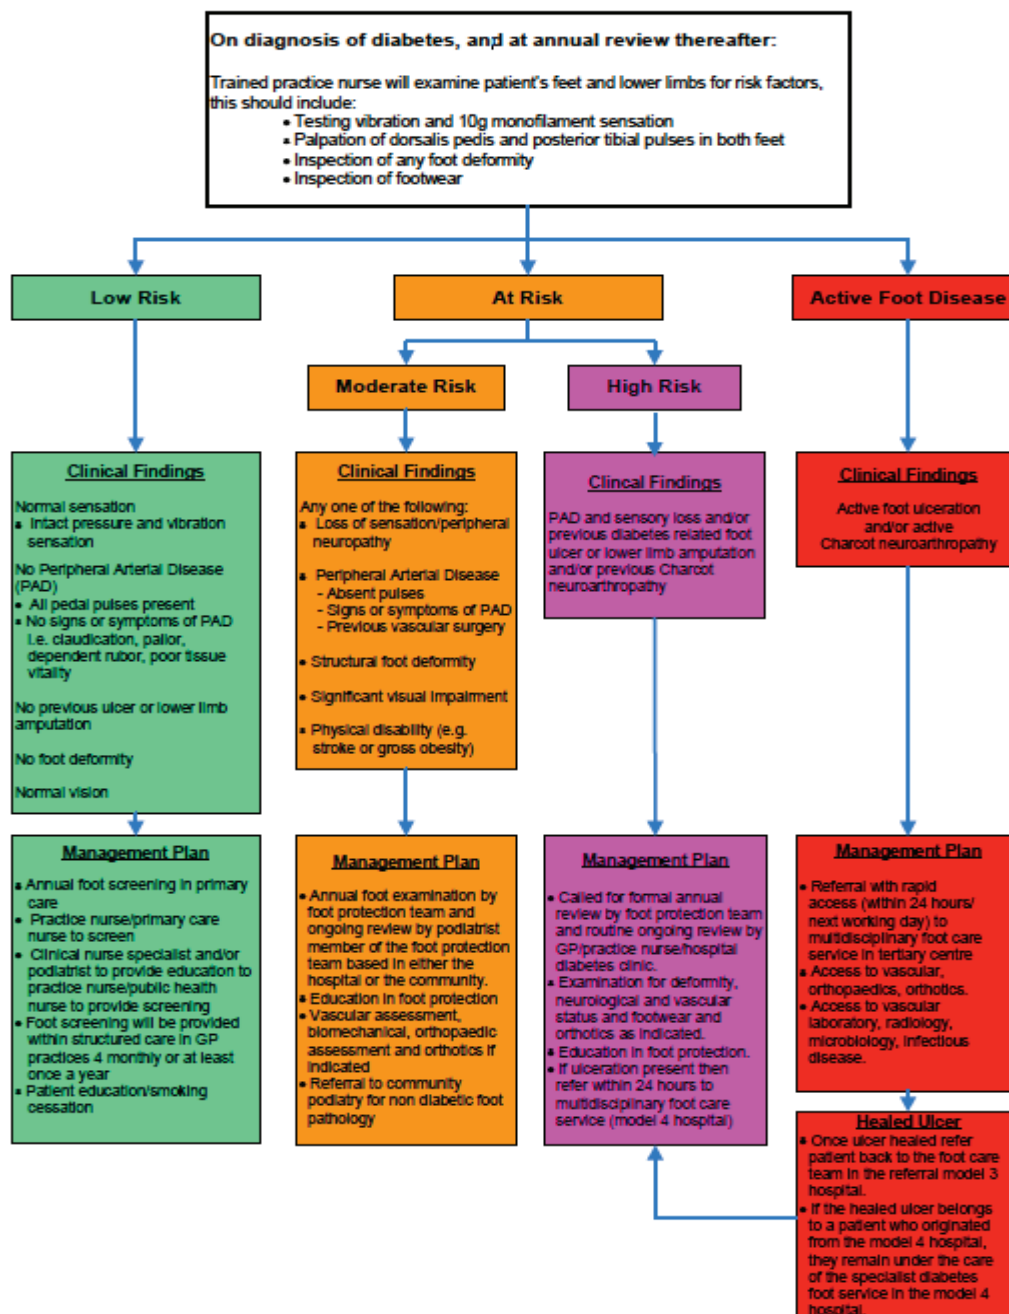 On diagnosis of diabetes, and at annual review thereafter:
Trained practice nurse will examine patient's feet and lower limbs for risk factors,
this should include:
• Testing vibration and 10g monofilament sensation
• Palpation of dorsalis pedis and posterior tibial pulses in both feet
• Inspection of any foot deformity
• Inspection of footwear
Low Risk
At Risk
Active Foot Disease
Moderate Risk
High Risk
Clinical Findings
Normal sensation
• Intact pressure and vibration
sensation
No Peripheral Arterial Disease
(PAD)
• All pedal pulses present
• No signs or symptoms of PAD
i.e. claudication, pallor,
dependent rubor, poor tissue
vitality
No previous ulcer or lower limb
amputation
No foot deformity
Normal vision
Clinical Findings
Any one of the following:
• Loss of sensation/peripheral
neuropathy
• Peripheral Arterial Disease
- Absent pulses
- Signs or symptoms of PAD
- Previous vascular surgery
• Structural foot deformity
• Significant visual impairment
• Physical disability (e.g.
stroke or gross obesity)
Clincal Findings
PAD and sensory loss and/or
previous diabetes related foot
ulcer or lower limb amputation
and/or previous Charcot
neuroarthropathy
Clinical Findings
Active foot ulceration
and/or active
Charcot neuroarthropathy
Management Plan
• Annual foot screening in primary
care
• Practice nurse/primary care
nurse to screen
• Clinical nurse specialist and/or
podiatrist to provide education to
practice nurse/public health
nurse to provide screening
• Foot screening will be provided
within structured care in GP
practices 4 monthly or at least
once a year
• Patient education/smoking
cessation
Management Plan
• Annual foot examination by
foot protection team and
ongoing review by podiatrist
member of the foot protection
team based in either the
hospital or the community.
• Education in foot protection
• Vascular assessment,
biomechanical, orthopaedic
assessment and orthotics if
indicated
• Referral to community
podiatry for non diabetic foot
pathology
Management Plan
• Called for formal annual
review by foot protection team
and routine ongoing review by
GP/practice nurse/hospital
diabetes clinic.
• Examination for deformity,
neurological and vascular
status and footwear and
orthotics as indicated.
• Education in foot protection.
• If ulceration present then
refer within 24 hours to
multidisciplinary foot care
service (model 4 hospital)
Management Plan
• Referral with rapid
access (within 24 hours/
next working day) to
multidisciplinary foot care
service in tertiary centre
• Access to vascular,
orthopaedics, orthotics.
• Access to vascular
laboratory, radiology,
microbiology, infectious
disease.
Healed Ulcer
• Once ulcer healed refer
patient back to the foot care
team in the referral model 3
hospital.
• If the healed ulcer belongs
to a patient who originated
from the model 4 hospital,
they remain under the care
of the specialist diabetes
foot service in the model 4
hospital